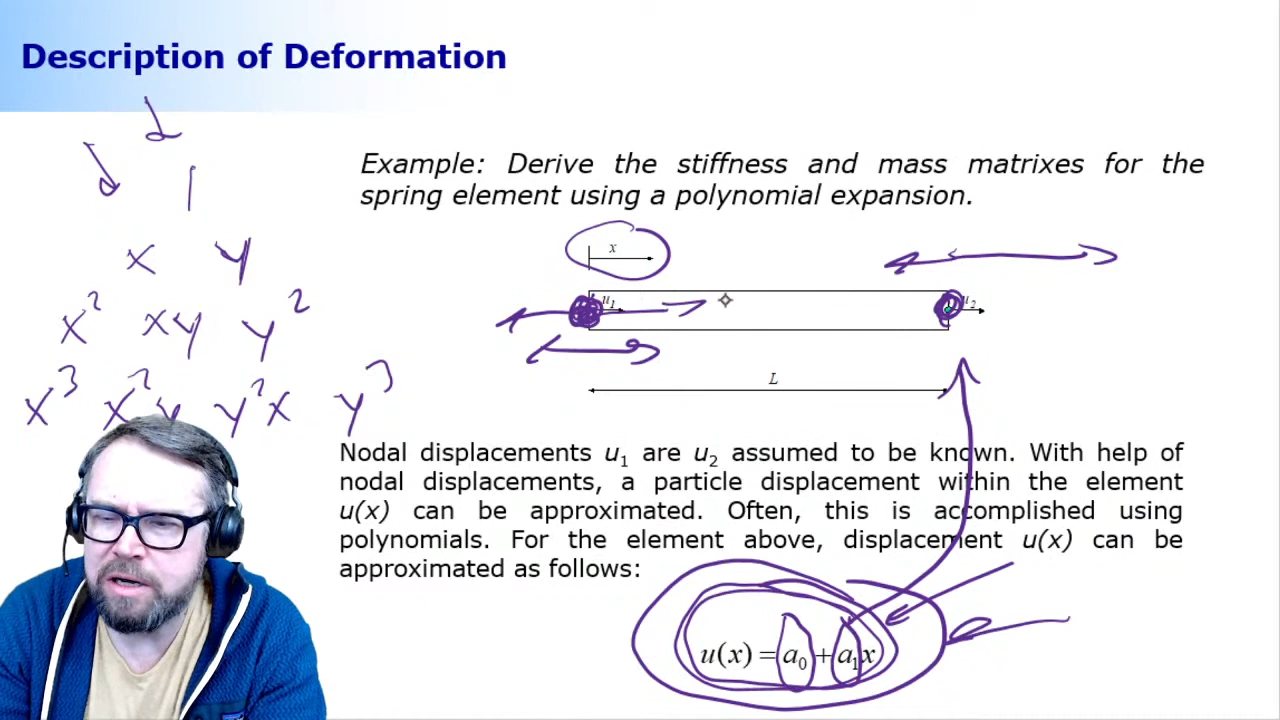 Description of Deformation
Example: Derive the stiffness and mass matrixes for the
spring element using a polynomial expansion.
1
x y
x² xy y²
x³ x²y y²x y³
x
u₁
u₂
L
Nodal displacements u₁ are u₂ assumed to be known. With help of
nodal displacements, a particle displacement within the element
u(x) can be approximated. Often, this is accomplished using
polynomials. For the element above, displacement u(x) can be
approximated as follows:
u(x) = a₀ + a₁x